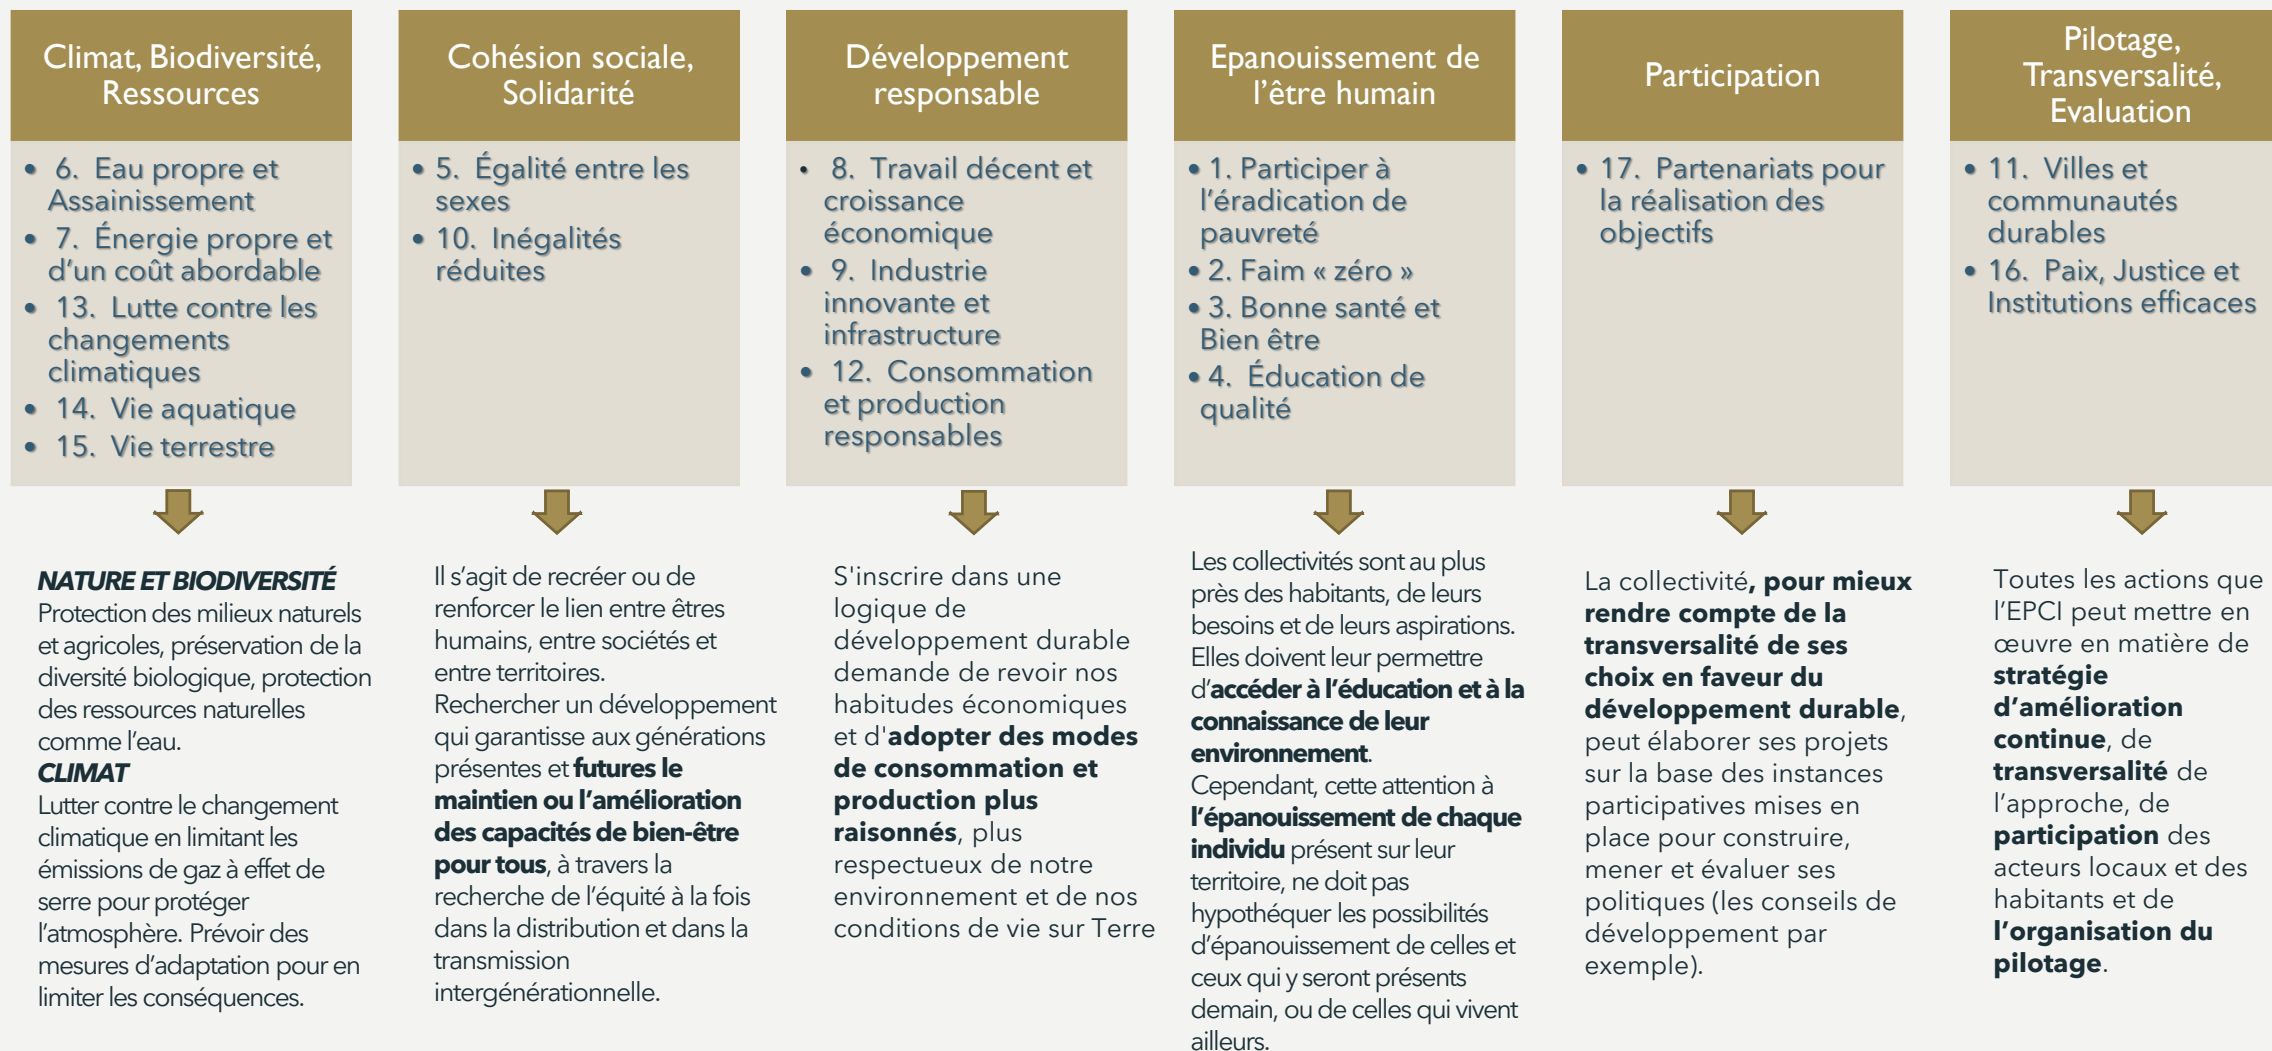 Climat, Biodiversité,
Ressources
• 6. Eau propre et
Assainissement
• 7. Énergie propre et
d’un coût abordable
• 13. Lutte contre les
changements
climatiques
• 14. Vie aquatique
• 15. Vie terrestre
NATURE ET BIODIVERSITÉ
Protection des milieux naturels
et agricoles, préservation de la
diversité biologique, protection
des ressources naturelles
comme l’eau.
CLIMAT
Lutter contre le changement
climatique en limitant les
émissions de gaz à effet de
serre pour protéger
l’atmosphère. Prévoir des
mesures d’adaptation pour en
limiter les conséquences.
Cohésion sociale,
Solidarité
• 5. Égalité entre les
sexes
• 10. Inégalités
réduites
Il s’agit de recréer ou de
renforcer le lien entre êtres
humains, entre sociétés et
entre territoires.
Rechercher un développement
qui garantisse aux générations
présentes et futures le
maintien ou l’amélioration
des capacités de bien-être
pour tous, à travers la
recherche de l’équité à la fois
dans la distribution et dans la
transmission
intergénérationnelle.
Développement
responsable
• 8. Travail décent et
croissance
économique
• 9. Industrie
innovante et
infrastructure
• 12. Consommation
et production
responsables
S'inscrire dans une
logique de
développement durable
demande de revoir nos
habitudes économiques
et d'adopter des modes
de consommation et
production plus
raisonnés, plus
respectueux de notre
environnement et de nos
conditions de vie sur Terre
Epanouissement de
l’être humain
• 1. Participer à
l’éradication de
pauvreté
• 2. Faim « zéro »
• 3. Bonne santé et
Bien être
• 4. Éducation de
qualité
Les collectivités sont au plus
près des habitants, de leurs
besoins et de leurs aspirations.
Elles doivent leur permettre
d’accéder à l’éducation et à la
connaissance de leur
environnement.
Cependant, cette attention à
l’épanouissement de chaque
individu présent sur leur
territoire, ne doit pas
hypothéquer les possibilités
d’épanouissement de celles et
ceux qui y seront présents
demain, ou de celles qui vivent
ailleurs.
Participation
• 17. Partenariats pour
la réalisation des
objectifs
La collectivité, pour mieux
rendre compte de la
transversalité de ses
choix en faveur du
développement durable,
peut élaborer ses projets
sur la base des instances
participatives mises en
place pour construire,
mener et évaluer ses
politiques (les conseils de
développement par
exemple).
Pilotage,
Transversalité,
Evaluation
• 11. Villes et
communautés
durables
• 16. Paix, Justice et
Institutions efficaces
Toutes les actions que
l’EPCI peut mettre en
œuvre en matière de
stratégie
d’amélioration
continue, de
transversalité de
l’approche, de
participation des
acteurs locaux et des
habitants et de
l’organisation du
pilotage.